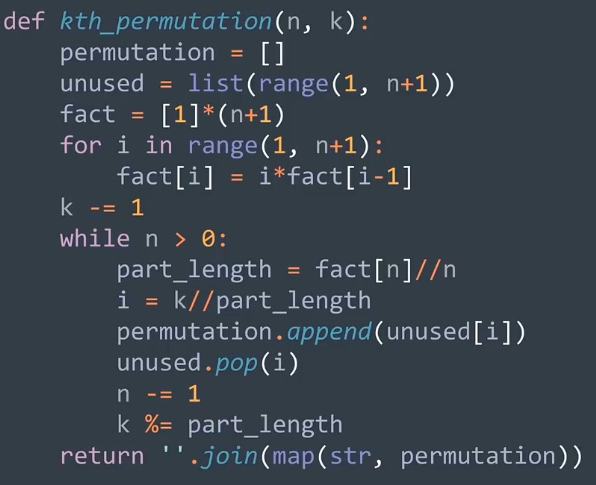 def kth_permutation(n, k):
    permutation = []
    unused = list(range(1, n+1))
    fact = [1]*(n+1)
    for i in range(1, n+1):
        fact[i] = i*fact[i-1]
    k -= 1
    while n > 0:
        part_length = fact[n]//n
        i = k//part_length
        permutation.append(unused[i])
        unused.pop(i)
        n -= 1
        k %= part_length
    return ''.join(map(str, permutation))